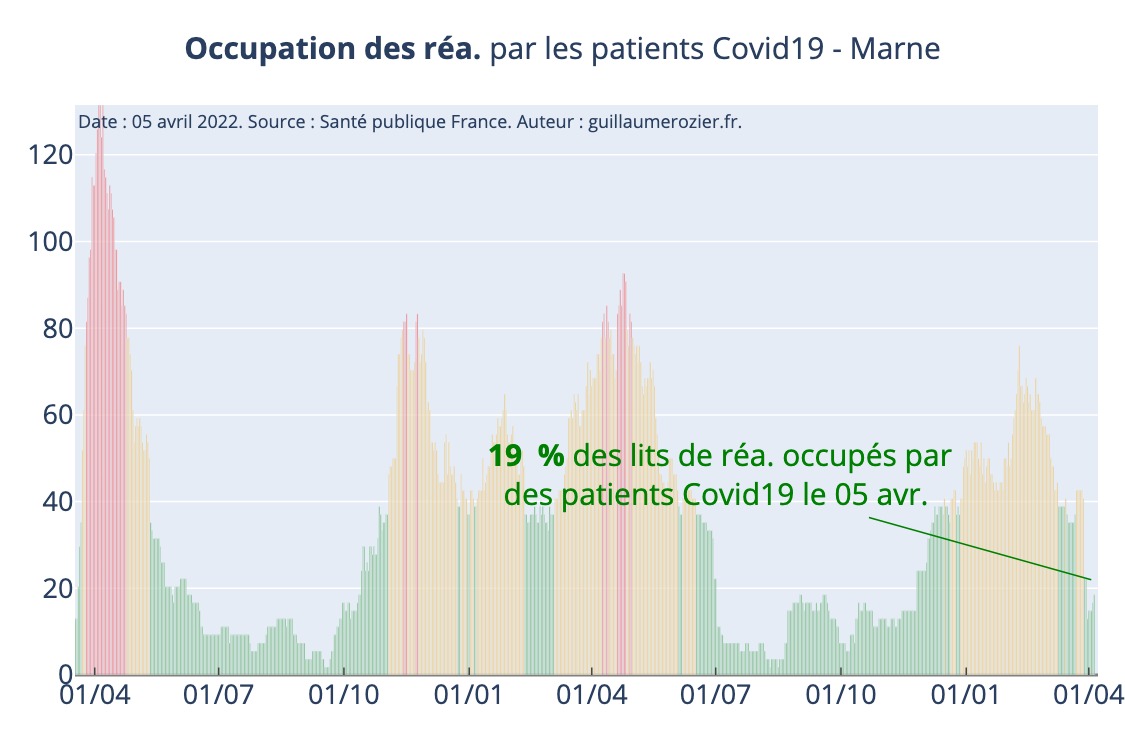 Occupation des réa. par les patients Covid19 - Marne
Date : 05 avril 2022. Source : Santé publique France. Auteur : guillaumerozier.fr.
120
100
80
60
40
20
0
19  % des lits de réa. occupés par
des patients Covid19 le 05 avr.
01/04 01/07 01/10 01/01 01/04 01/07 01/10 01/01 01/04